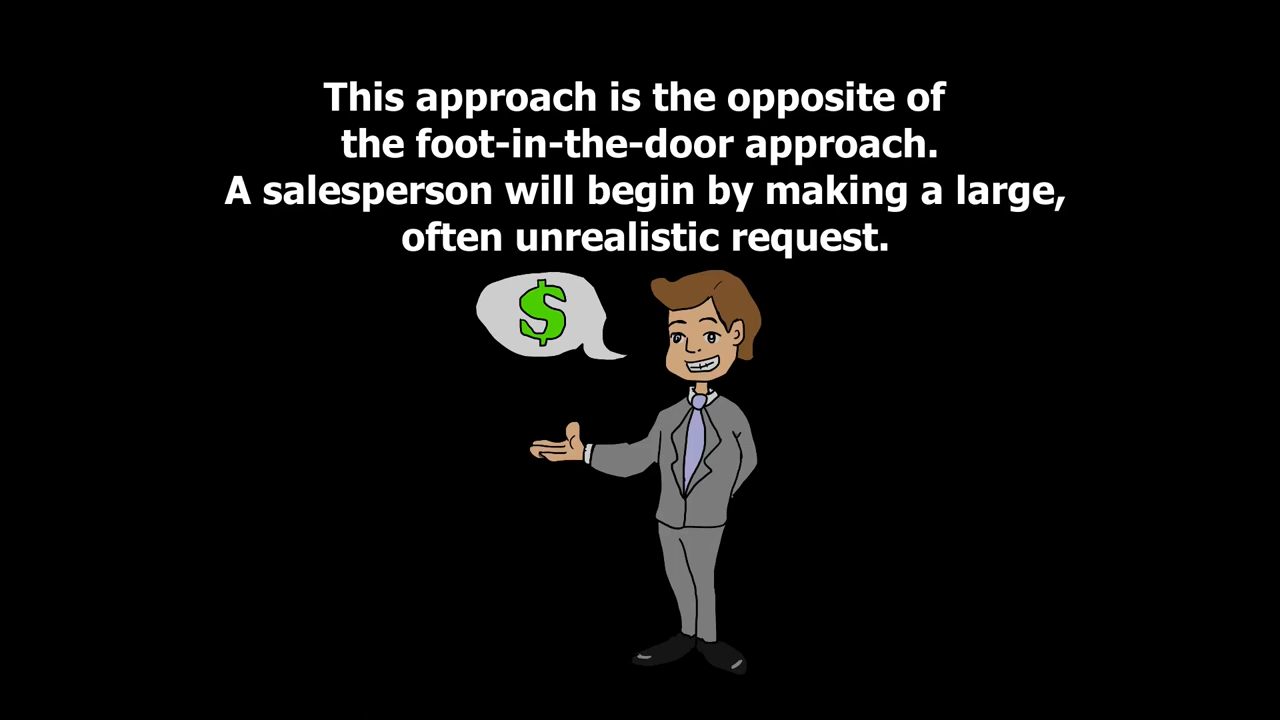 This approach is the opposite of
the foot-in-the-door approach.
A salesperson will begin by making a large,
often unrealistic request.
$